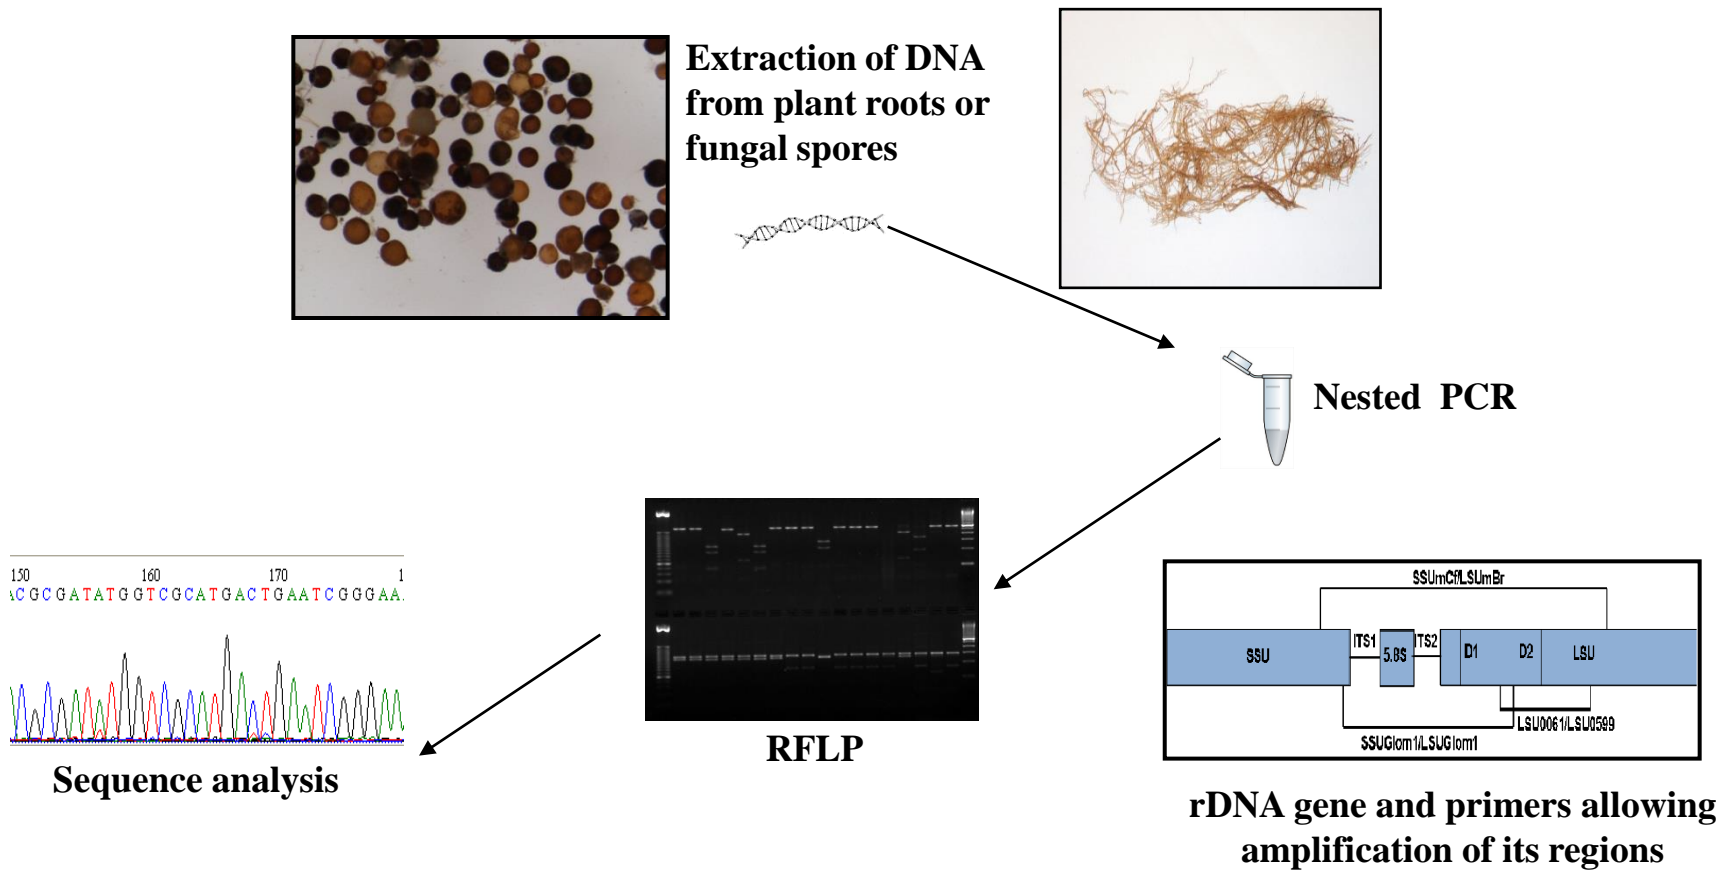 Extraction of DNA
from plant roots or
fungal spores
Nested PCR
150 160 170 1
ACGCGATATGGTCGCATGACTGAATCGGGAA
Sequence analysis
RFLP
SSUmCf/LSUmBr
SSU
ITS1
5.8S
ITS2
D1
D2
LSU
LSU0061/LSU0599
SSUGlom1/LSUGlom1
rDNA gene and primers allowing
amplification of its regions